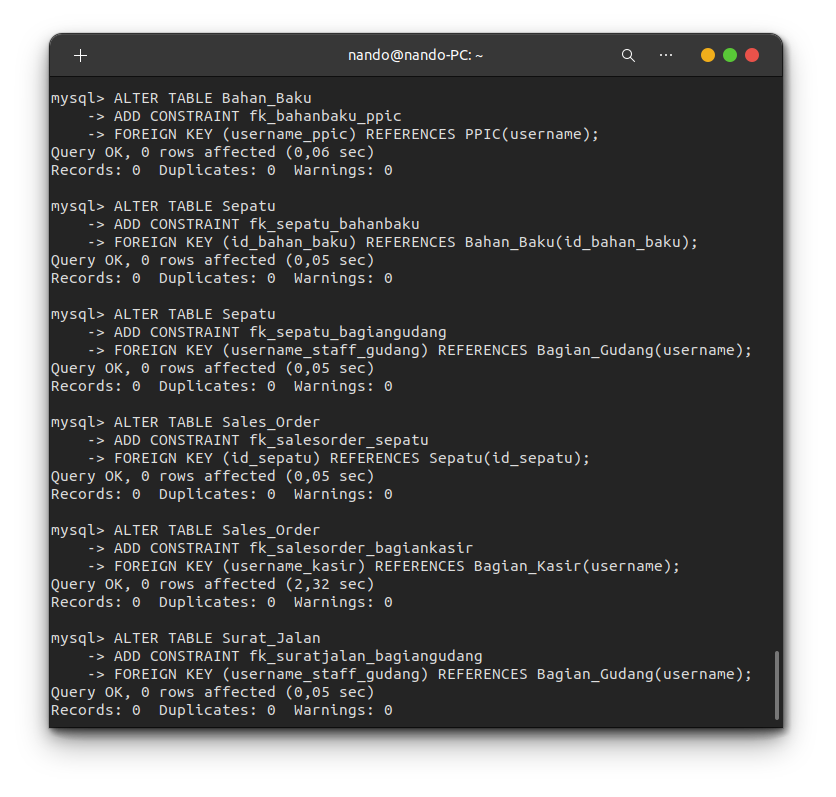 nando@nando-PC: ~
mysql> ALTER TABLE Bahan_Baku
    -> ADD CONSTRAINT fk_bahanbaku_ppic
    -> FOREIGN KEY (username_ppic) REFERENCES PPIC(username);
Query OK, 0 rows affected (0,06 sec)
Records: 0  Duplicates: 0  Warnings: 0

mysql> ALTER TABLE Sepatu
    -> ADD CONSTRAINT fk_sepatu_bahanbaku
    -> FOREIGN KEY (id_bahan_baku) REFERENCES Bahan_Baku(id_bahan_baku);
Query OK, 0 rows affected (0,05 sec)
Records: 0  Duplicates: 0  Warnings: 0

mysql> ALTER TABLE Sepatu
    -> ADD CONSTRAINT fk_sepatu_bagiangudang
    -> FOREIGN KEY (username_staff_gudang) REFERENCES Bagian_Gudang(username);
Query OK, 0 rows affected (0,05 sec)
Records: 0  Duplicates: 0  Warnings: 0

mysql> ALTER TABLE Sales_Order
    -> ADD CONSTRAINT fk_salesorder_sepatu
    -> FOREIGN KEY (id_sepatu) REFERENCES Sepatu(id_sepatu);
Query OK, 0 rows affected (0,05 sec)
Records: 0  Duplicates: 0  Warnings: 0

mysql> ALTER TABLE Sales_Order
    -> ADD CONSTRAINT fk_salesorder_bagiankasir
    -> FOREIGN KEY (username_kasir) REFERENCES Bagian_Kasir(username);
Query OK, 0 rows affected (2,32 sec)
Records: 0  Duplicates: 0  Warnings: 0

mysql> ALTER TABLE Surat_Jalan
    -> ADD CONSTRAINT fk_suratjalan_bagiangudang
    -> FOREIGN KEY (username_staff_gudang) REFERENCES Bagian_Gudang(username);
Query OK, 0 rows affected (0,05 sec)
Records: 0  Duplicates: 0  Warnings: 0